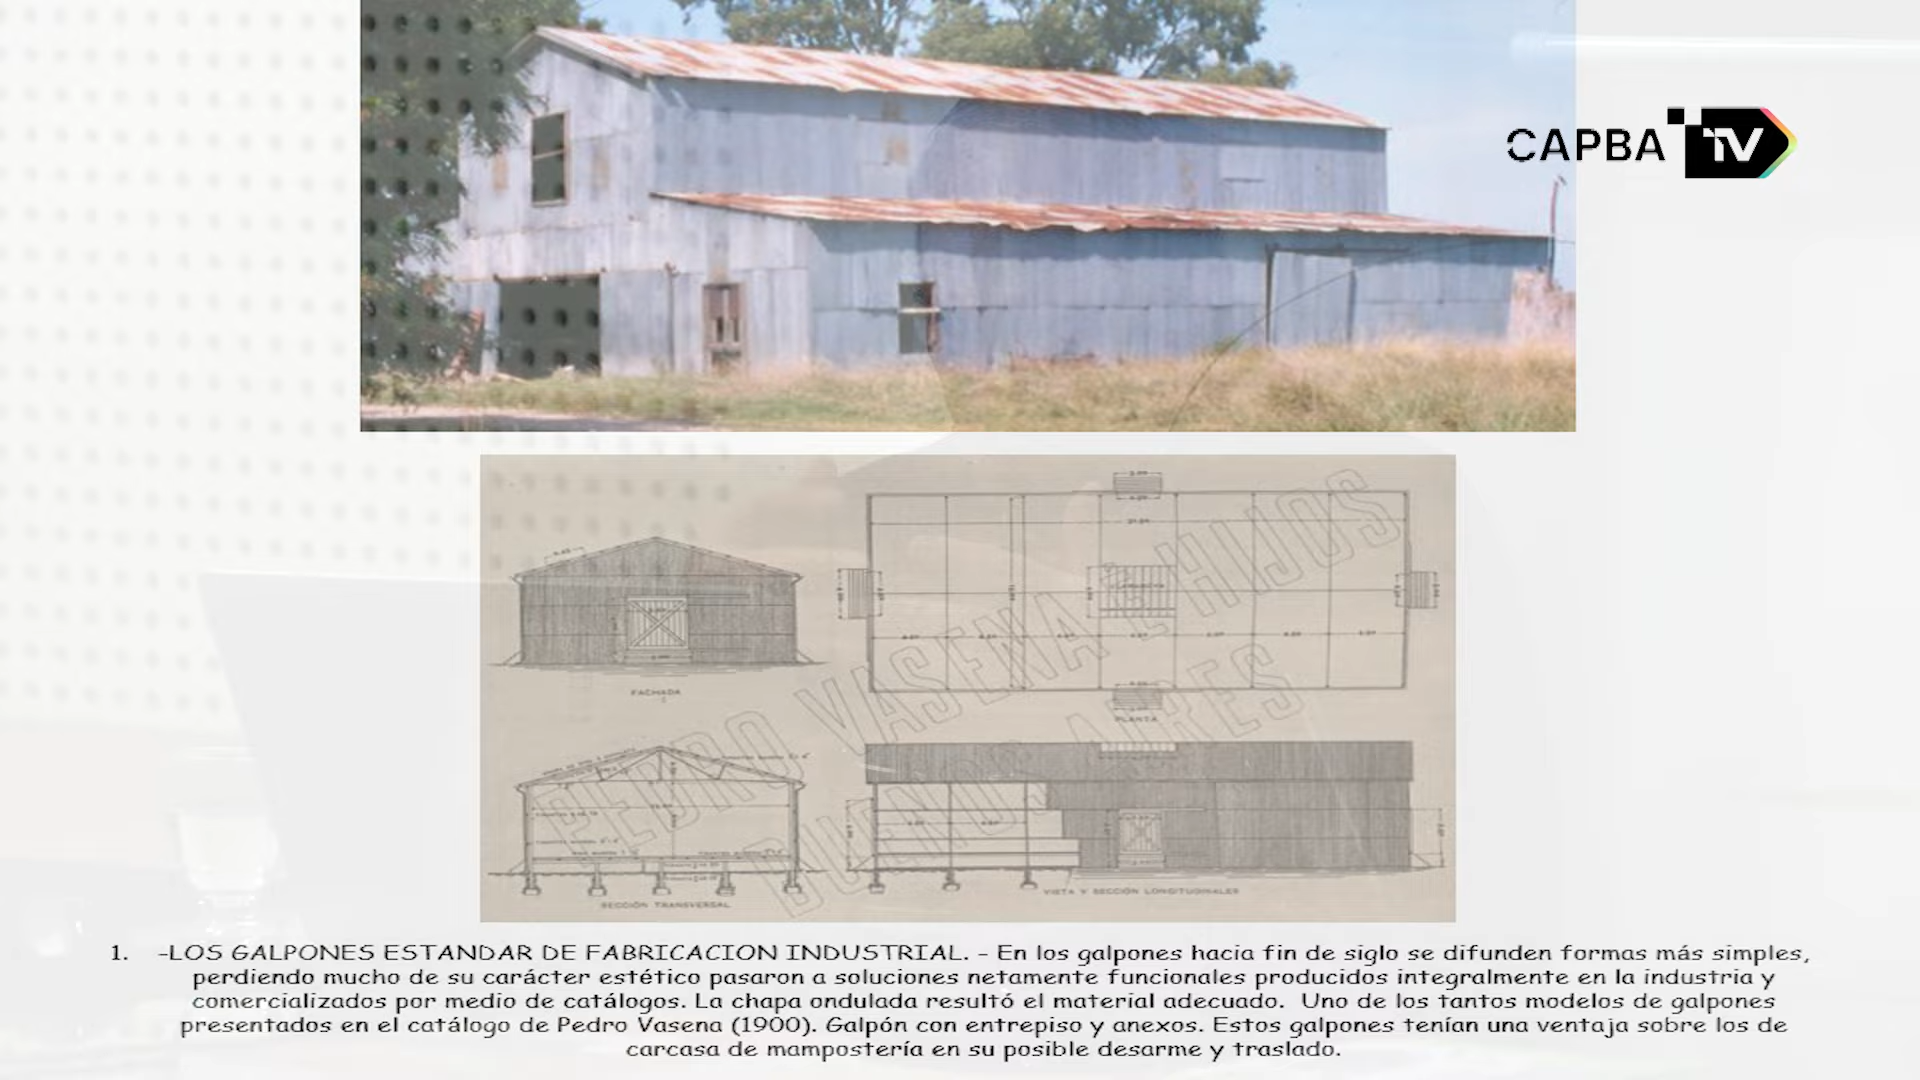 CAPBA TV
PEDRO VASENA E HIJOS
BUENOS AIRES
FACHADA
PLANTA
SECCIÓN TRANSVERSAL
VISTA Y SECCIÓN LONGITUDINALES
1. -LOS GALPONES ESTANDAR DE FABRICACION INDUSTRIAL. - En los galpones hacia fin de siglo se difunden formas más simples,
perdiendo mucho de su carácter estético pasaron a soluciones netamente funcionales producidos integralmente en la industria y
comercializados por medio de catálogos. La chapa ondulada resultó el material adecuado. Uno de los tantos modelos de galpones
presentados en el catálogo de Pedro Vasena (1900). Galpón con entrepiso y anexos. Estos galpones tenían una ventaja sobre los de
carcasa de mampostería en su posible desarme y traslado.